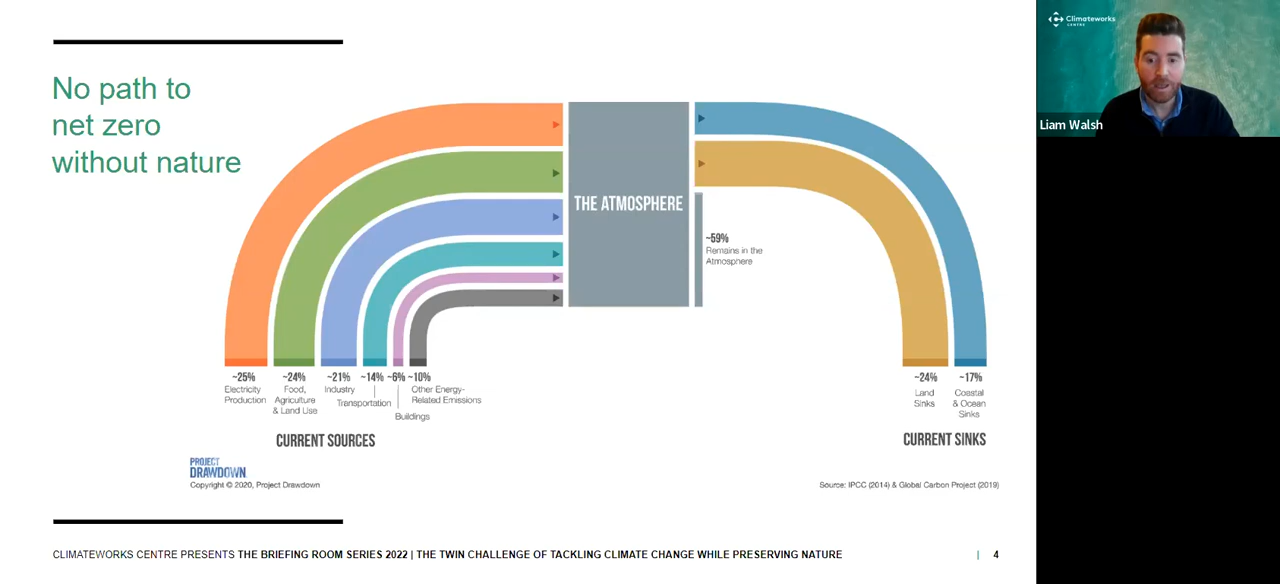 No path to
net zero
without nature
THE ATMOSPHERE
~59%
Remains in the
Atmosphere
~25%
Electricity
Production
~24%
Food,
Agriculture
& Land Use
~21%
Industry
~14%
Transportation
~6%
Buildings
~10%
Other Energy-
Related Emissions
CURRENT SOURCES
~24%
Land
Sinks
~17%
Coastal
& Ocean
Sinks
CURRENT SINKS
PROJECT
DRAWDOWN.
Copyright © 2020, Project Drawdown
Source: IPCC (2014) & Global Carbon Project (2019)
CLIMATEWORKS CENTRE PRESENTS THE BRIEFING ROOM SERIES 2022 | THE TWIN CHALLENGE OF TACKLING CLIMATE CHANGE WHILE PRESERVING NATURE
| 4
Climateworks
CENTRE
Liam Walsh